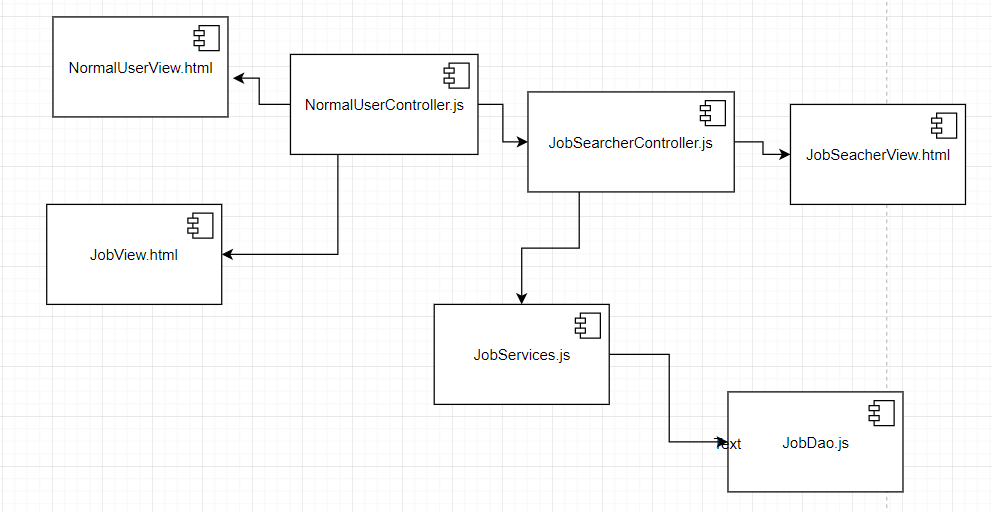 NormalUserView.html
NormalUserController.js
JobSearcherController.js
JobSeacherView.html
JobView.html
JobServices.js
Text
JobDao.js